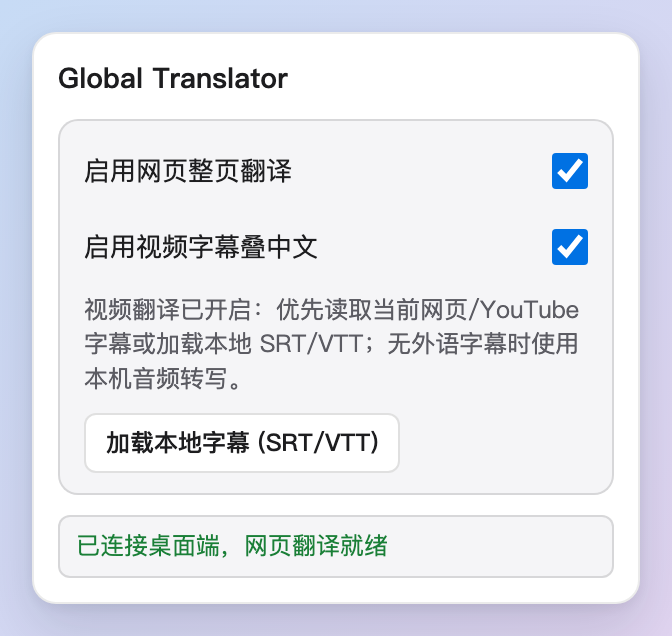 Global Translator
启用网页整页翻译
启用视频字幕叠中文
视频翻译已开启：优先读取当前网页/YouTube
字幕或加载本地 SRT/VTT；无外语字幕时使用
本机音频转写。
加载本地字幕 (SRT/VTT)
已连接桌面端，网页翻译就绪